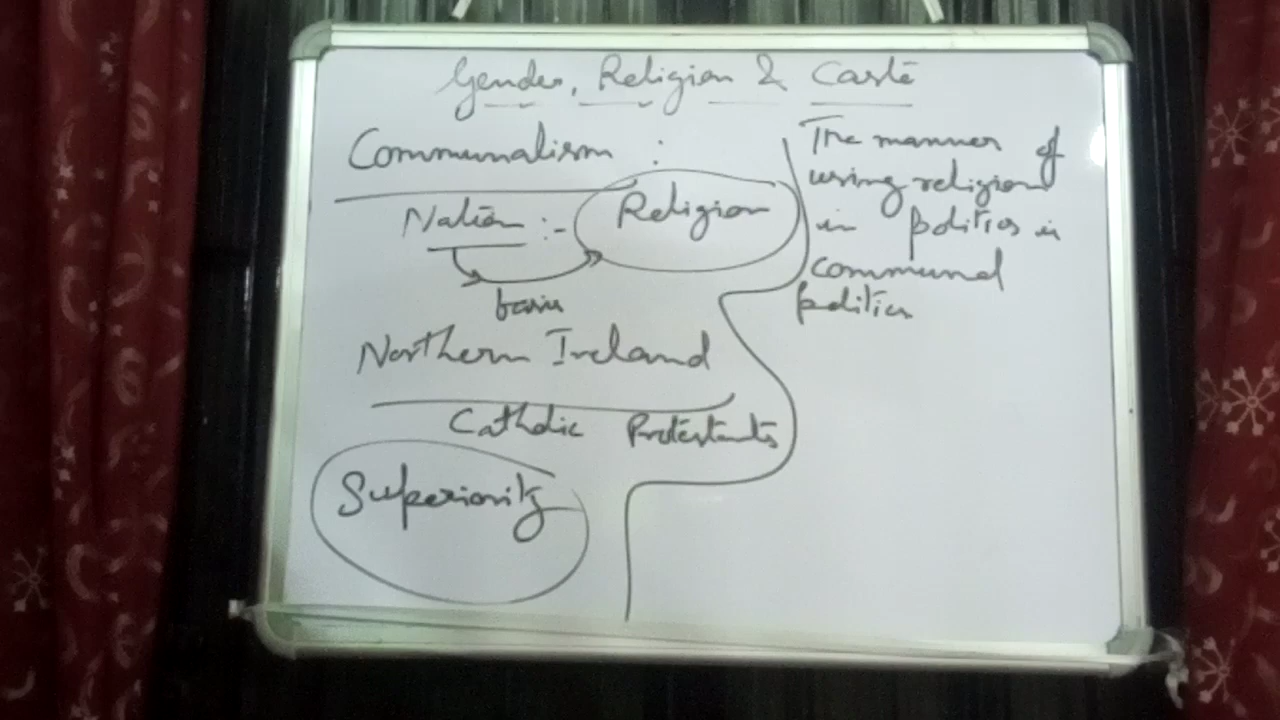 Gender, Religion & Caste
Communalism :
Nation :- Religion
basis
Northern Ireland
Catholic Protestants
Superiority
The manner of
using religion
in politics is
communal
politics